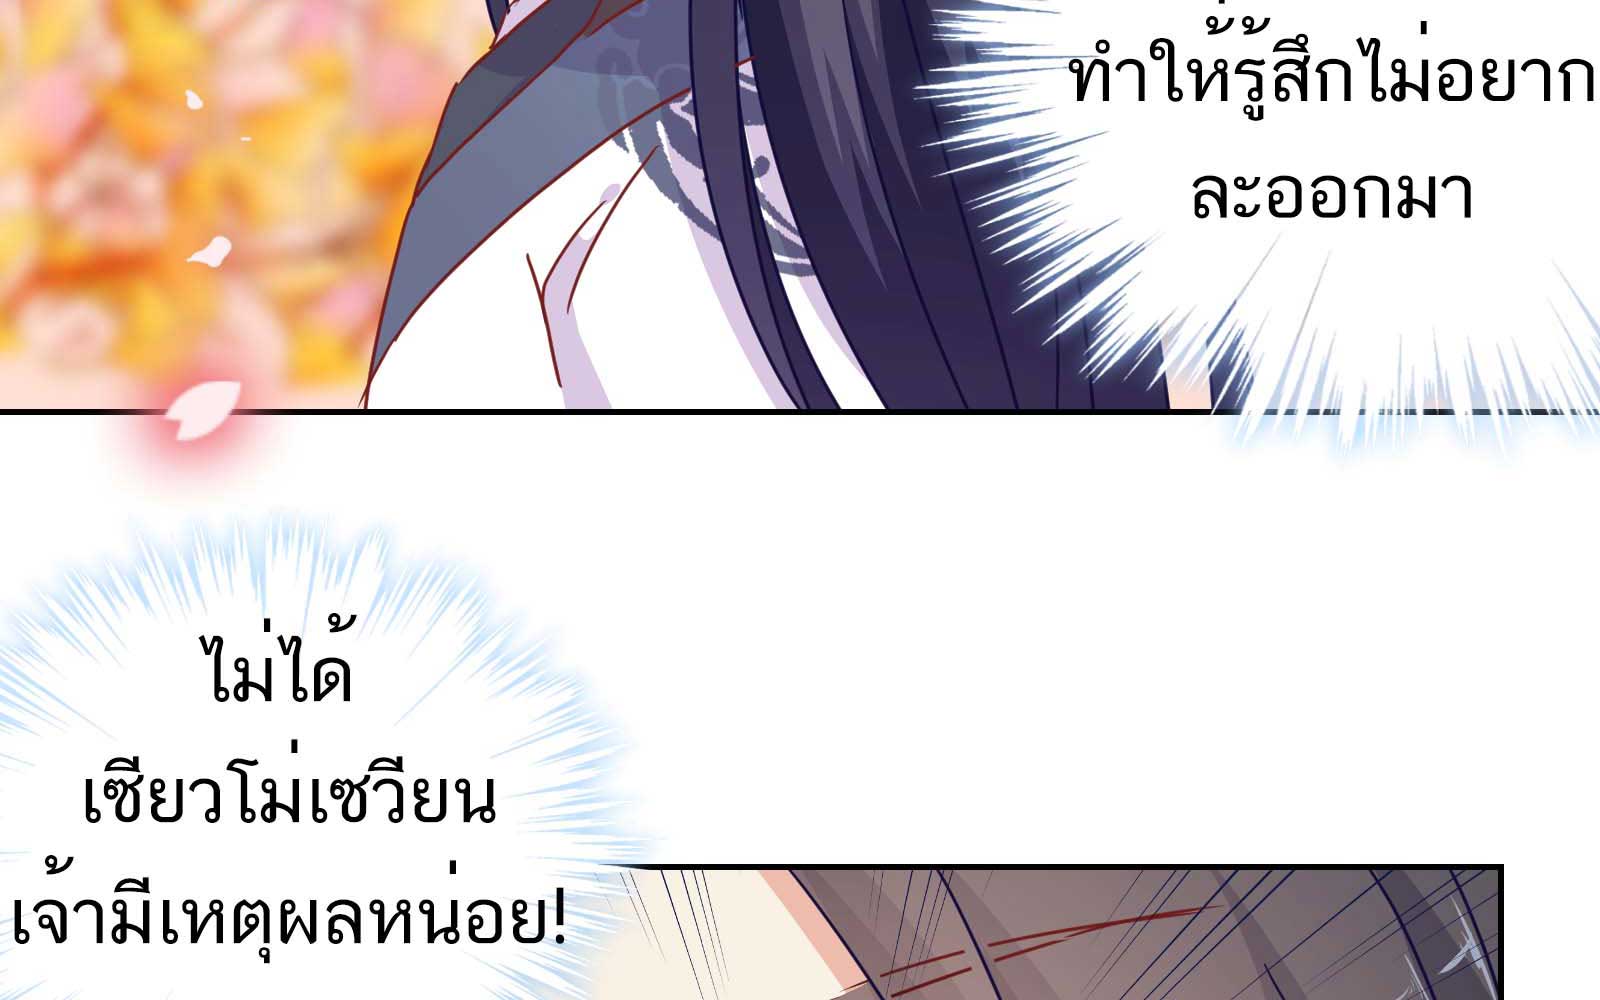 ทำให้รู้สึกไม่อยาก
ละออกมา
ไม่ได้
เซียวโม่เซวียน
เจ้ามีเหตุผลหน่อย!